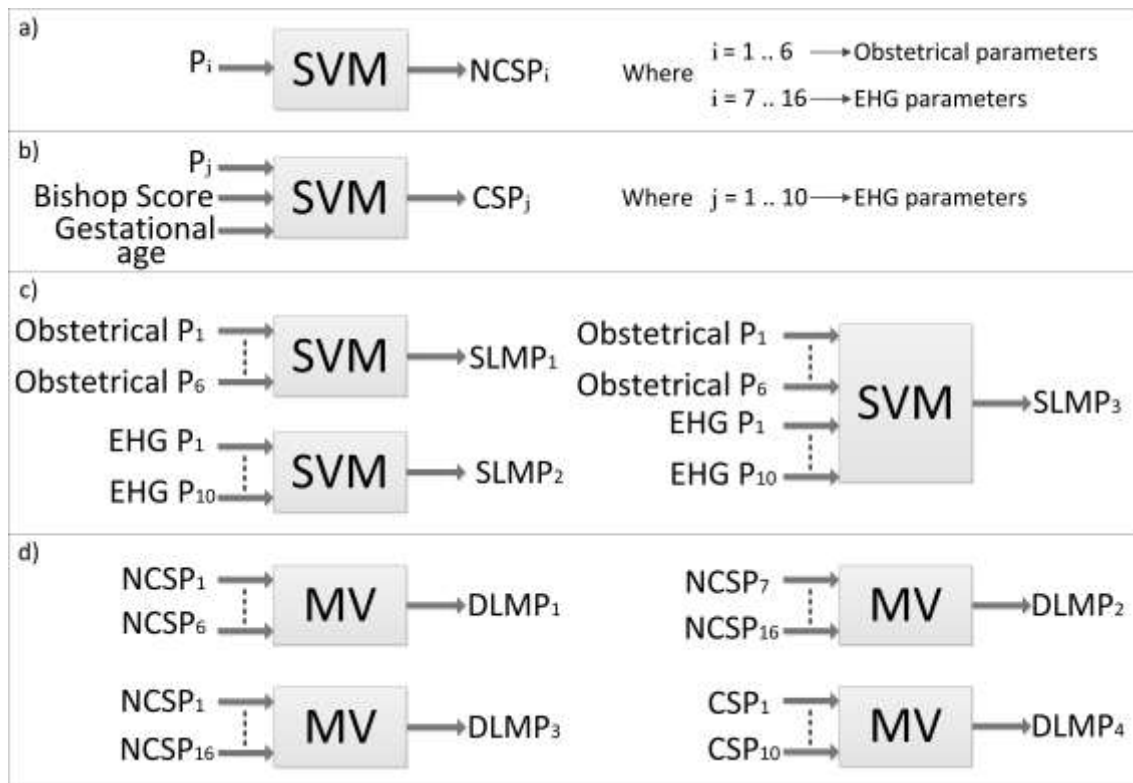 a)
Pi
SVM
NCSPi
Where
i = 1 .. 6
Obstetrical parameters
i = 7 .. 16
EHG parameters
b)
Pj
Bishop Score
Gestational
age
SVM
CSPj
Where
j = 1 .. 10
EHG parameters
c)
Obstetrical P1
Obstetrical P6
SVM
SLMP1
EHG P1
EHG P10
SVM
SLMP2
Obstetrical P1
Obstetrical P6
EHG P1
EHG P10
SVM
SLMP3
d)
NCSP1
NCSP6
MV
DLMP1
NCSP7
NCSP16
MV
DLMP2
NCSP1
NCSP16
MV
DLMP3
CSP1
CSP10
MV
DLMP4